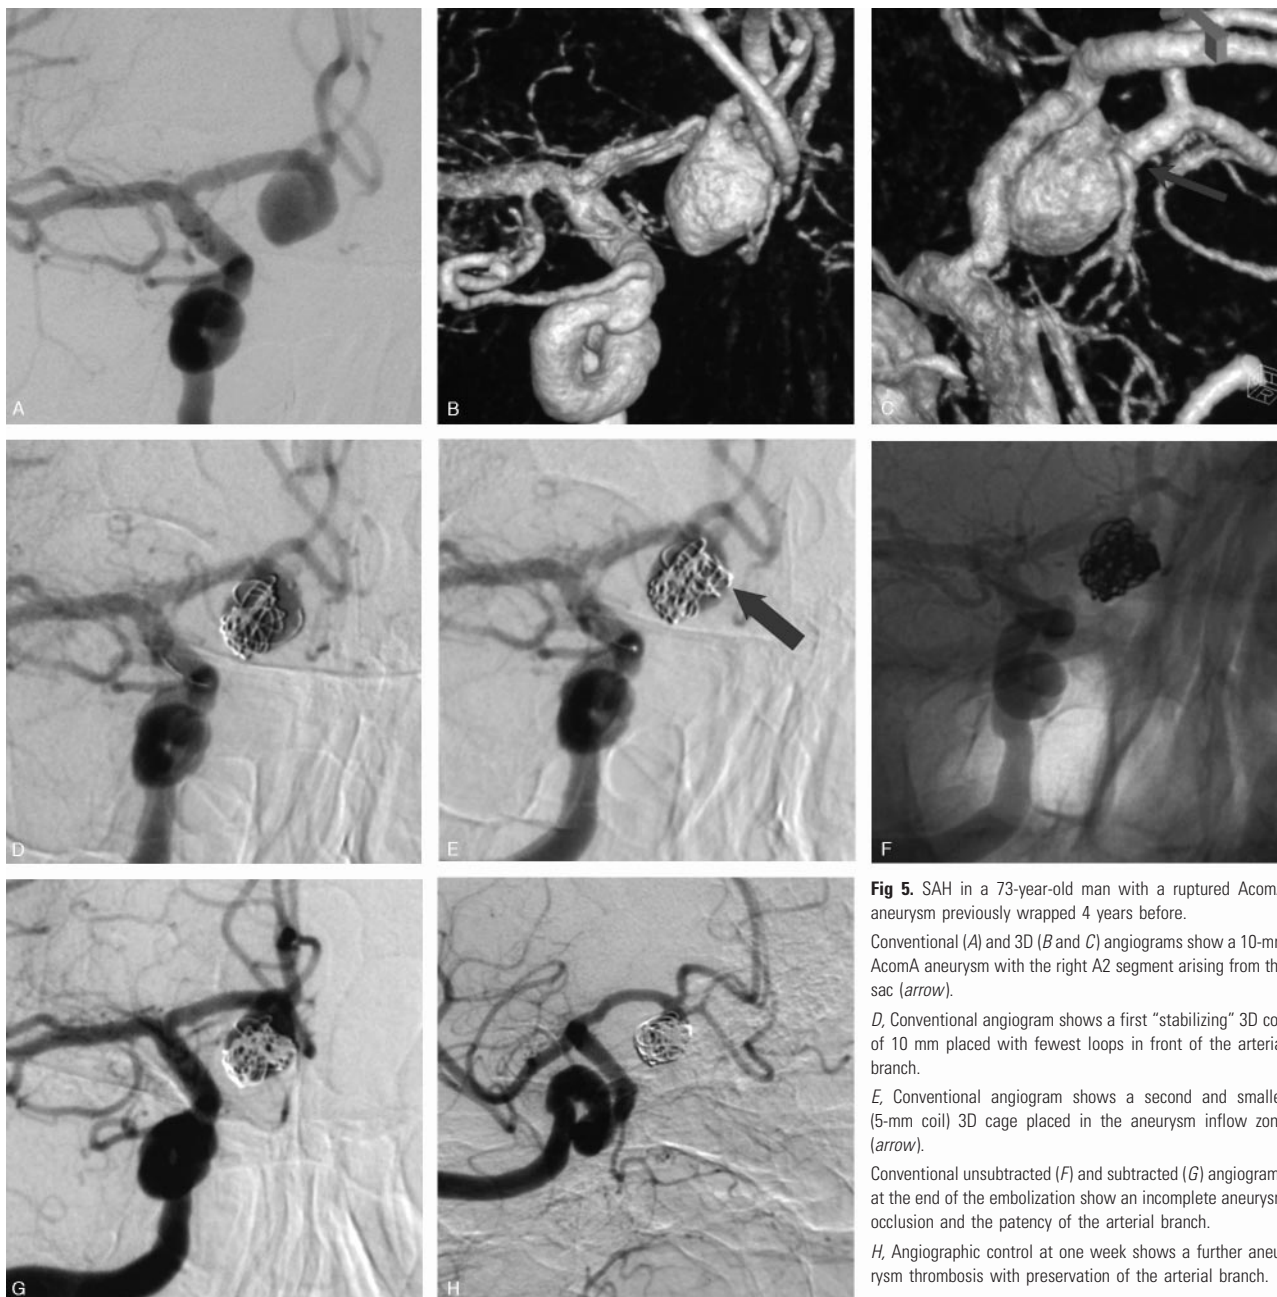 A
B
C
D
E
F
Fig 5. SAH in a 73-year-old man with a ruptured Acom
aneurysm previously wrapped 4 years before.
Conventional (A) and 3D (B and C) angiograms show a 10-m
AcomA aneurysm with the right A2 segment arising from th
sac (arrow).
D, Conventional angiogram shows a first “stabilizing” 3D co
of 10 mm placed with fewest loops in front of the arteria
branch.
E, Conventional angiogram shows a second and smalle
(5-mm coil) 3D cage placed in the aneurysm inflow zon
(arrow).
Conventional unsubtracted (F) and subtracted (G) angiogram
at the end of the embolization show an incomplete aneurys
occlusion and the patency of the arterial branch.
H, Angiographic control at one week shows a further aneu
rysm thrombosis with preservation of the arterial branch.
G
H